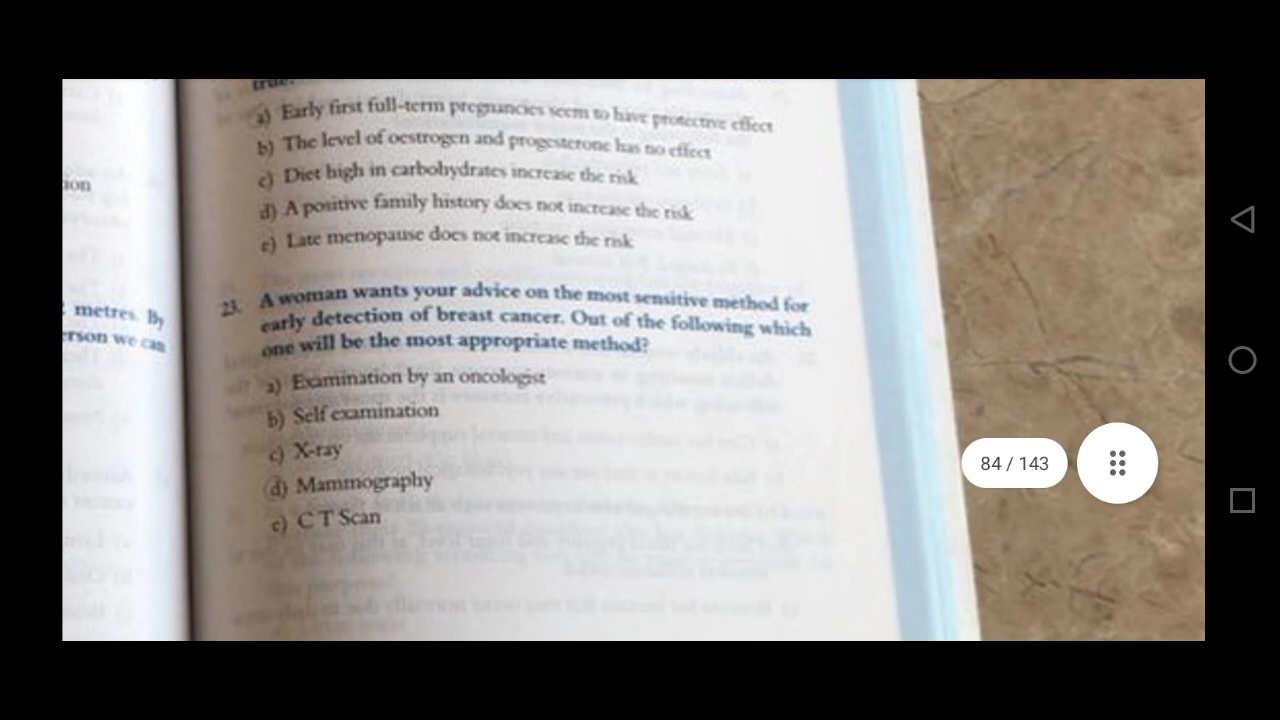 true?
a) Early first full-term pregnancies seem to have protective effect
b) The level of oestrogen and progesterone has no effect
c) Diet high in carbohydrates increase the risk
d) A positive family history does not increase the risk
e) Late menopause does not increase the risk
23. A woman wants your advice on the most sensitive method for
early detection of breast cancer. Out of the following which
one will be the most appropriate method?
a) Examination by an oncologist
b) Self examination
c) X-ray
d) Mammography
e) C T Scan
ion
metres. By
erson we can
84 / 143